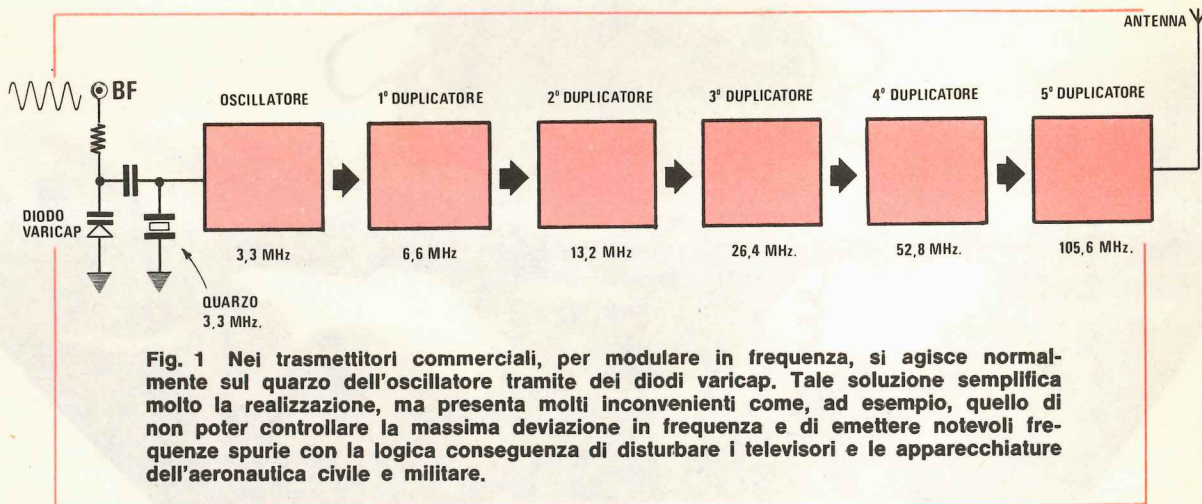 ANTENNA
BF
OSCILLATORE
1° DUPLICATORE
2° DUPLICATORE
3° DUPLICATORE
4° DUPLICATORE
5° DUPLICATORE
DIODO
VARICAP
3,3 MHz
6,6 MHz
13,2 MHz
26,4 MHz
52,8 MHz.
105,6 MHz.
QUARZO
3,3 MHz.
Fig. 1 Nei trasmettitori commerciali, per modulare in frequenza, si agisce normal-
mente sul quarzo dell'oscillatore tramite dei diodi varicap. Tale soluzione semplifica
molto la realizzazione, ma presenta molti inconvenienti come, ad esempio, quello di
non poter controllare la massima deviazione in frequenza e di emettere notevoli fre-
quenze spurie con la logica conseguenza di disturbare i televisori e le apparecchiature
dell'aeronautica civile e militare.